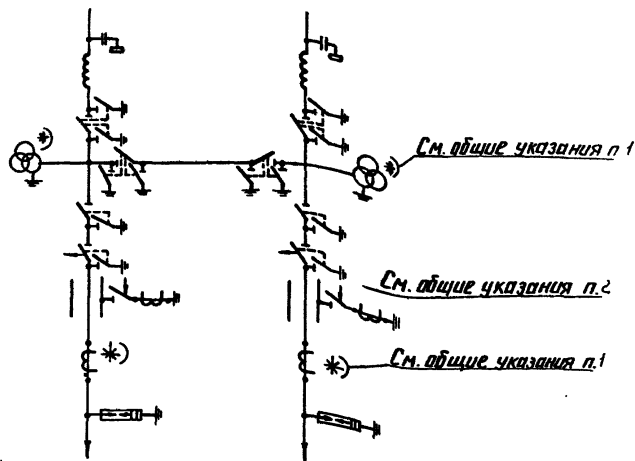 См. общие указания п 1
См. общие указания п.2
См. общие указания п.1